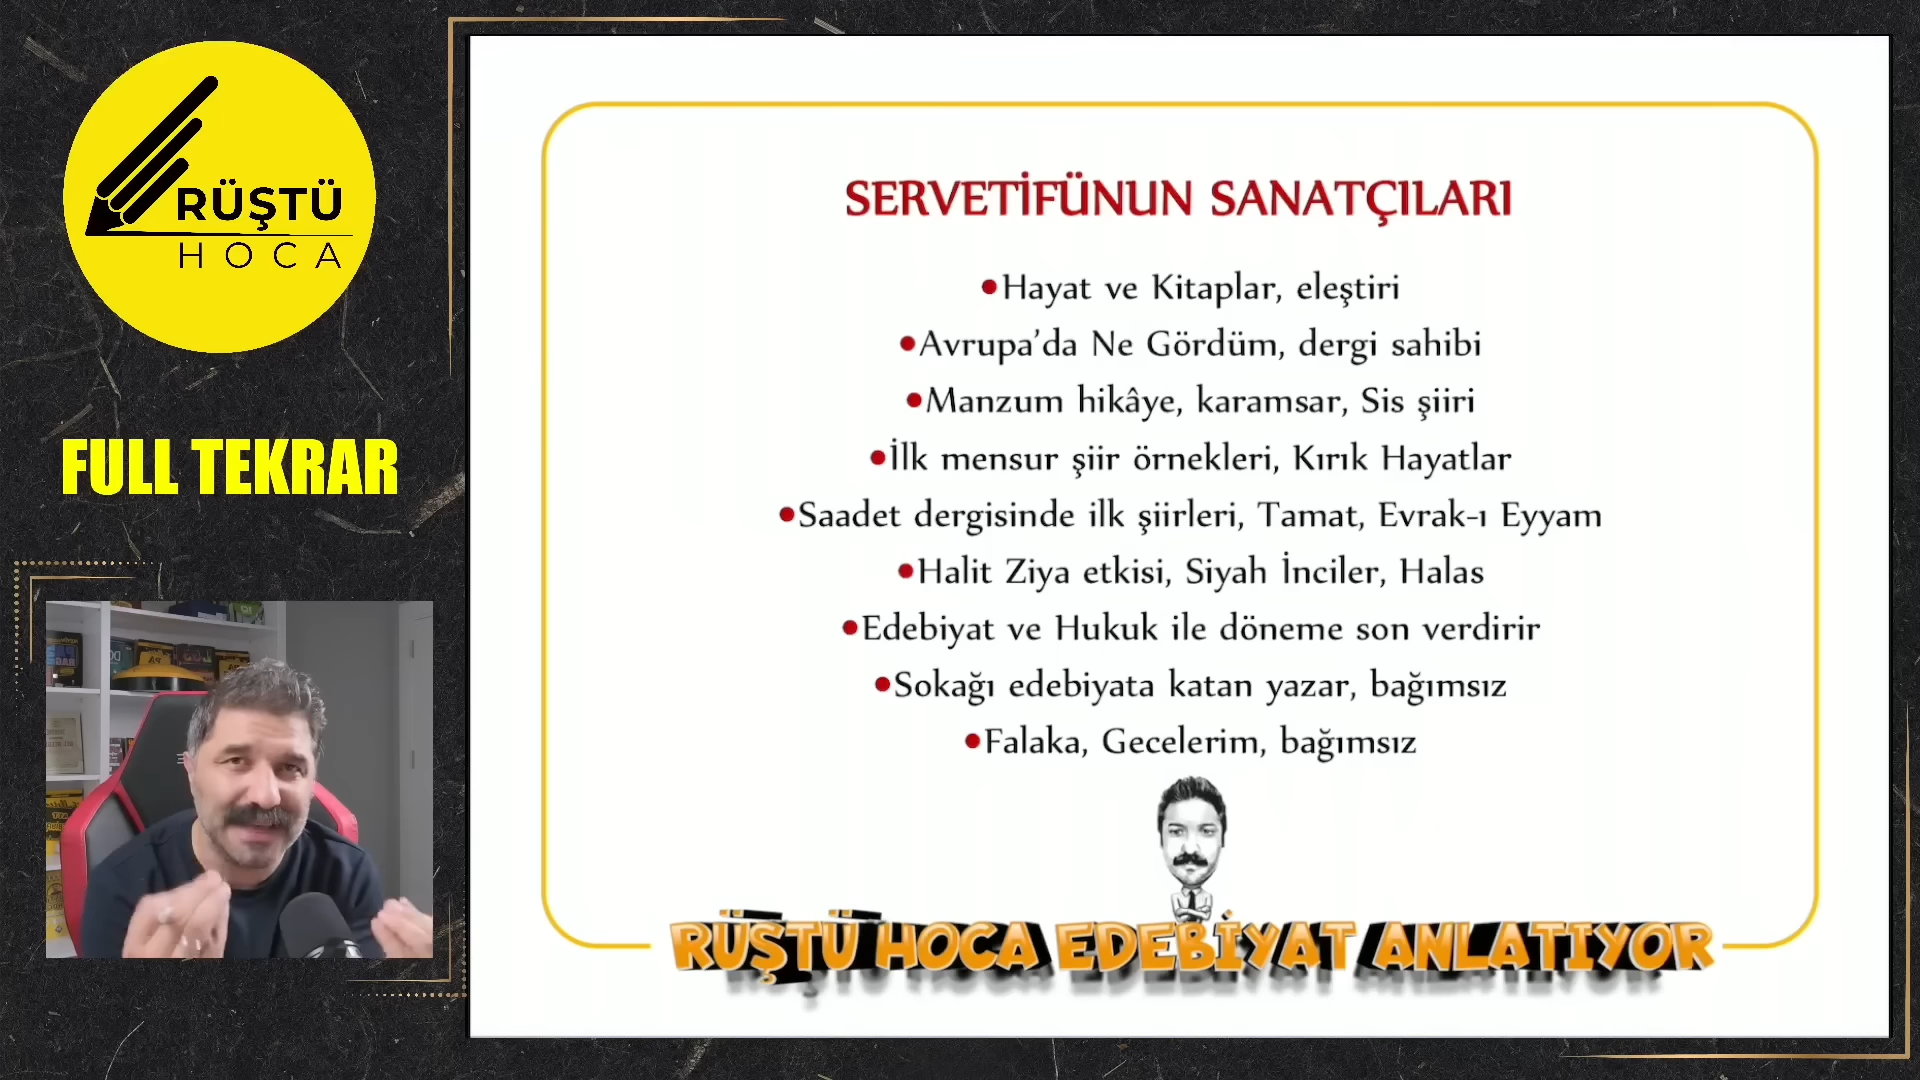 RÜŞTÜ
HOCA
FULL TEKRAR
SERVETİFÜNUN SANATÇILARI
•Hayat ve Kitaplar, eleştiri
•Avrupa'da Ne Gördüm, dergi sahibi
•Manzum hikâye, karamsar, Sis şiiri
•İlk mensur şiir örnekleri, Kırık Hayatlar
•Saadet dergisinde ilk şiirleri, Tamat, Evrak-ı Eyyam
•Halit Ziya etkisi, Siyah İnciler, Halas
•Edebiyat ve Hukuk ile döneme son verdirir
•Sokağı edebiyata katan yazar, bağımsız
•Falaka, Gecelerim, bağımsız
RÜŞTÜ HOCA EDEBİYAT ANLATIYOR